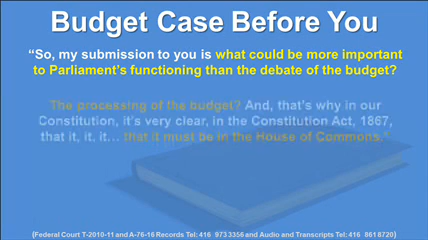 Budget Case Before You
“So, my submission to you is what could be more important
to Parliament’s functioning than the debate of the budget?
The processing of the budget? And, that’s why in our
Constitution, it’s very clear, in the Constitution Act, 1867,
that it, it, it… that it must be in the House of Commons.”
(Federal Court T-2010-11 and A-76-16 Records Tel: 416 973 3356 and Audio and Transcripts Tel: 416 861 8720)